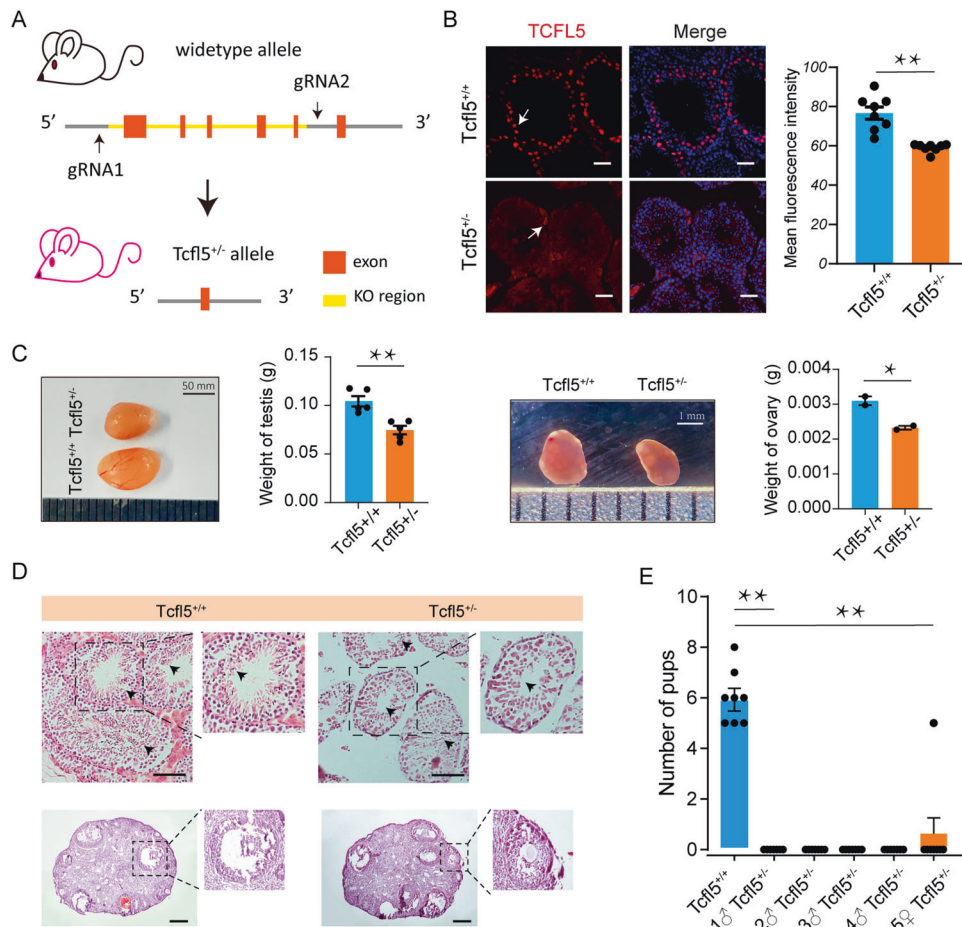 A
widetype allele
gRNA2
5’
3’
gRNA1
Tcfl5+/- allele
5’
3’
exon
KO region
B
TCFL5
Merge
Tcfl5+/+
Tcfl5+/-
Mean fluorescence intensity
100
80
60
40
20
0
**
Tcfl5+/+
Tcfl5+/-
C
Tcfl5+/+ Tcfl5+/-
50 mm
Weight of testis (g)
0.15
0.10
0.05
0.00
**
Tcfl5+/+
Tcfl5+/-
Tcfl5+/+
Tcfl5+/-
1 mm
Weight of ovary (g)
0.004
0.003
0.002
0.001
0.000
*
Tcfl5+/+
Tcfl5+/-
D
Tcfl5+/+
Tcfl5+/-
E
Number of pups
10
8
6
4
2
0
**
**
Tcfl5+/+
1♂ Tcfl5+/-
2♂ Tcfl5+/-
3♂ Tcfl5+/-
4♂ Tcfl5+/-
5♀ Tcfl5+/-